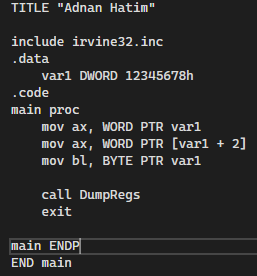 TITLE "Adnan Hatim"
include irvine32.inc
.data
var1 DWORD 12345678h
.code
main proc
mov ax, WORD PTR var1
mov ax, WORD PTR [var1 + 2]
mov bl, BYTE PTR var1
call DumpRegs
exit
main ENDP
END main